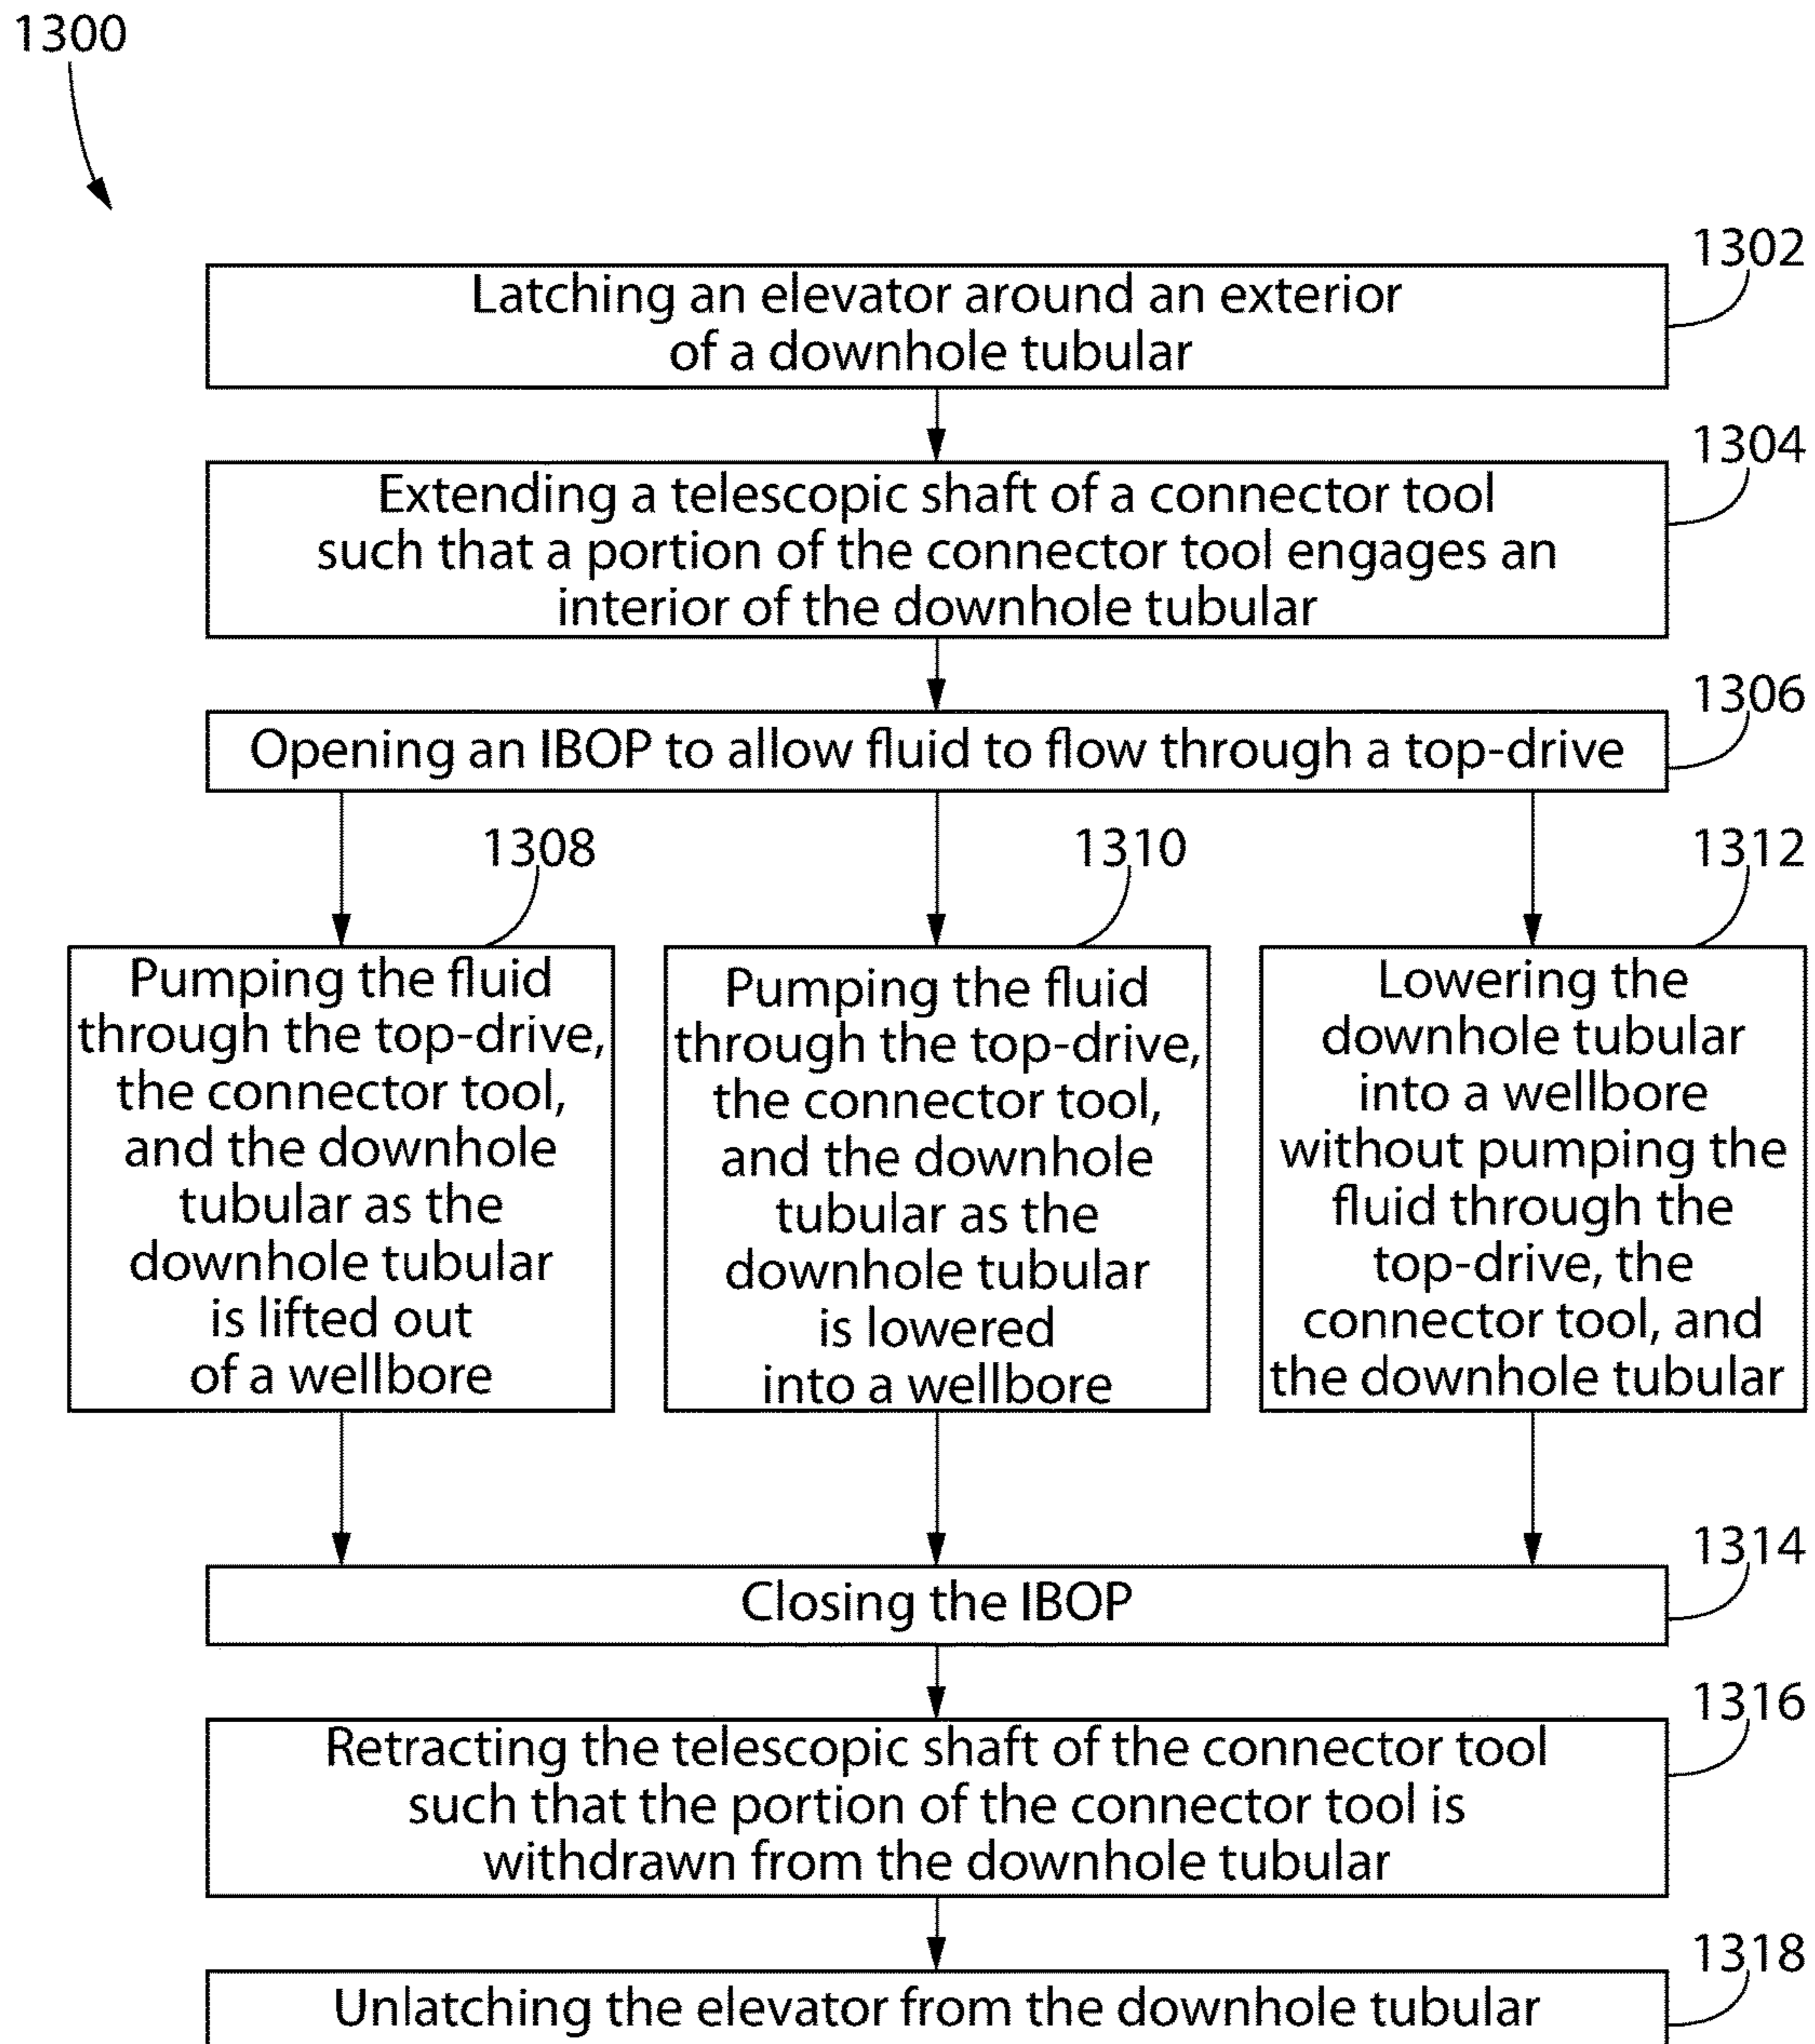 1300
1302
Latching an elevator around an exterior
of a downhole tubular
1304
Extending a telescopic shaft of a connector tool
such that a portion of the connector tool engages an
interior of the downhole tubular
1306
Opening an IBOP to allow fluid to flow through a top-drive
1308
Pumping the fluid
through the top-drive,
the connector tool,
and the downhole
tubular as the
downhole tubular
is lifted out
of a wellbore
1310
Pumping the fluid
through the top-drive,
the connector tool,
and the downhole
tubular as the
downhole tubular
is lowered
into a wellbore
1312
Lowering the
downhole tubular
into a wellbore
without pumping the
fluid through the
top-drive, the
connector tool, and
the downhole tubular
1314
Closing the IBOP
1316
Retracting the telescopic shaft of the connector tool
such that the portion of the connector tool is
withdrawn from the downhole tubular
1318
Unlatching the elevator from the downhole tubular